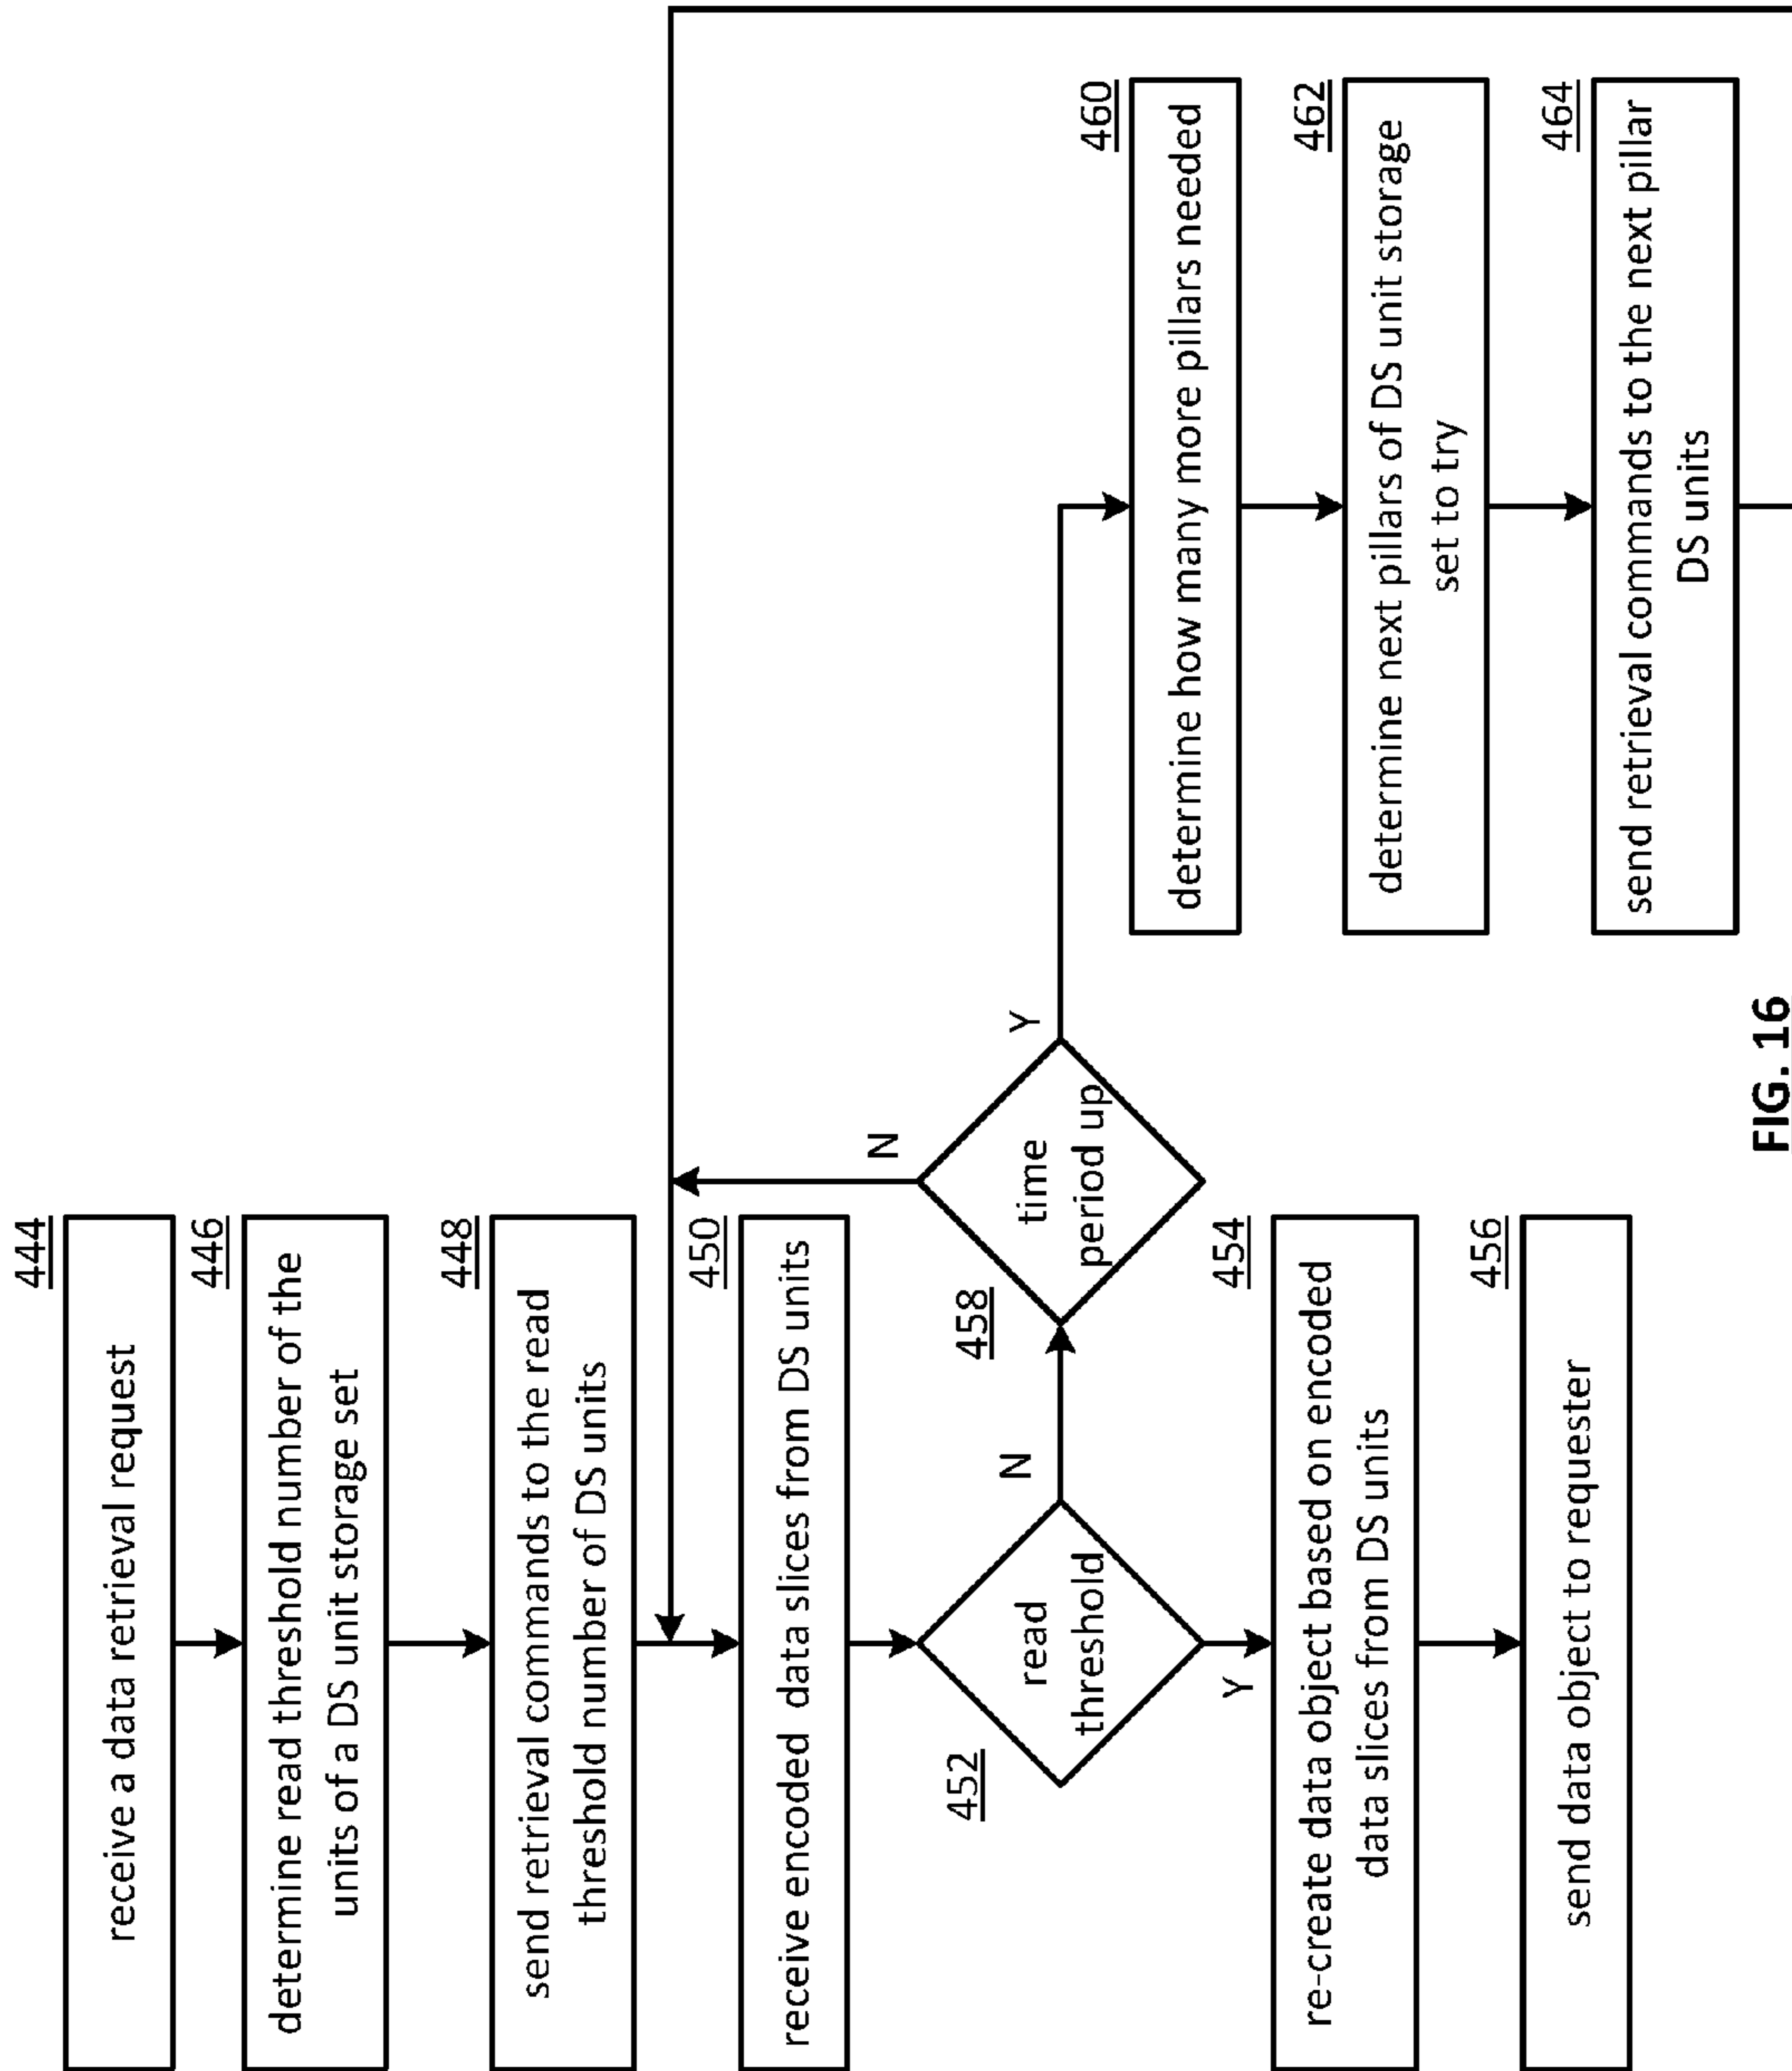 444
receive a data retrieval request
446
determine read threshold number of the
units of a DS unit storage set
448
send retrieval commands to the read
threshold number of DS units
450
receive encoded data slices from DS units
452
read
threshold
N
Y
458
time
period up
N
Y
454
re-create data object based on encoded
data slices from DS units
456
send data object to requester
460
determine how many more pillars needed
462
determine next pillars of DS unit storage
set to try
464
send retrieval commands to the next pillar
DS units
FIG. 16